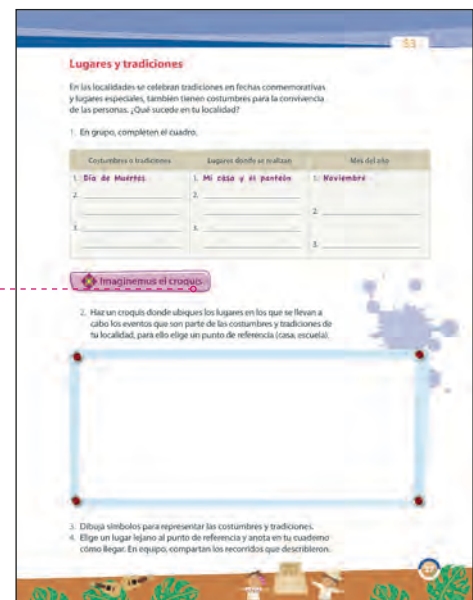 S3
Lugares y tradiciones
En las localidades se celebran tradiciones en fechas conmemorativas
y lugares especiales, también tienen costumbres para la convivencia
de las personas. ¿Qué sucede en tu localidad?
1. En grupo, completen el cuadro.
Costumbres o tradiciones Lugares donde se realizan Mes del año
1. Día de Muertos 1. Mi casa y el panteón 1. Noviembre
2. 2.
2.
3. 3.
3.
Imaginemos el croquis
2. Haz un croquis donde ubiques los lugares en los que se llevan a
cabo los eventos que son parte de las costumbres y tradiciones de
tu localidad, para ello elige un punto de referencia (casa, escuela).
3. Dibuja símbolos para representar las costumbres y tradiciones.
4. Elige un lugar lejano al punto de referencia y anota en tu cuaderno
cómo llegar. En equipo, compartan los recorridos que describieron.